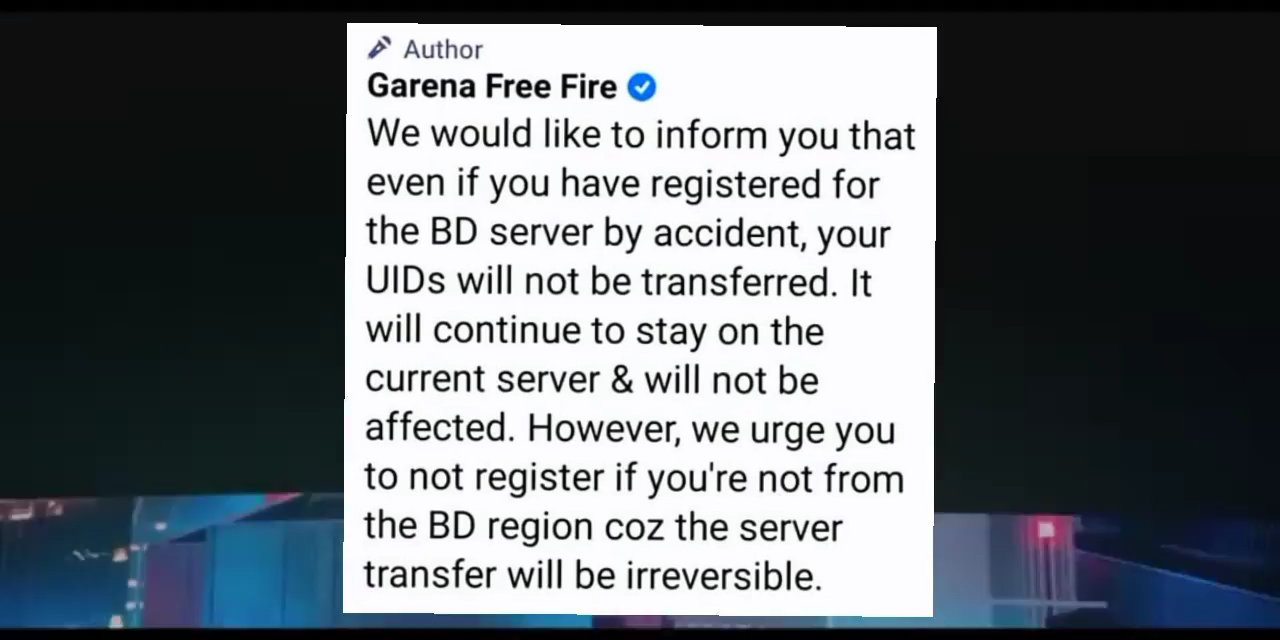 Author
Garena Free Fire
We would like to inform you that
even if you have registered for
the BD server by accident, your
UIDs will not be transferred. It
will continue to stay on the
current server & will not be
affected. However, we urge you
to not register if you're not from
the BD region coz the server
transfer will be irreversible.